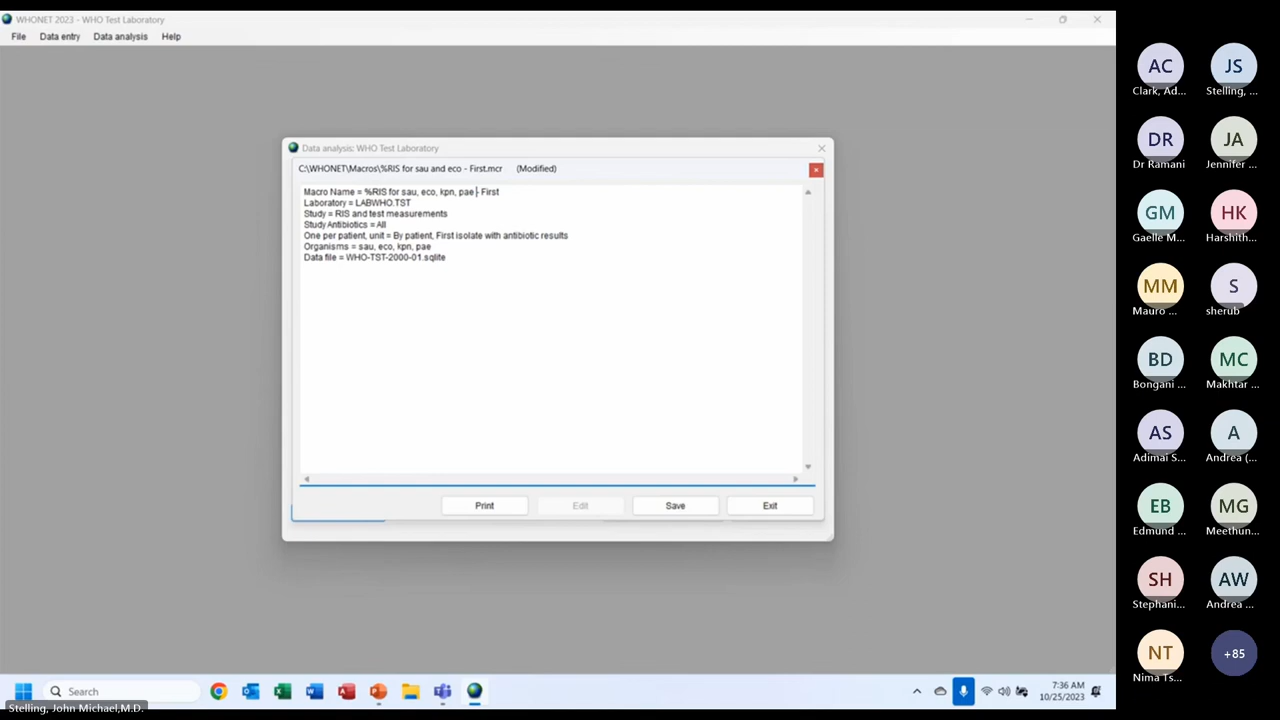 WHONET 2023 - WHO Test Laboratory
File Data entry Data analysis Help
Data analysis: WHO Test Laboratory
C:\WHONET\Macros\%RIS for sau and eco - First.mcr (Modified)
Macro Name = %RIS for sau, eco, kpn, pae - First
Laboratory = LABWHO.TST
Study = RIS and test measurements
Study Antibiotics = All
One per patient, unit = By patient, First isolate with antibiotic results
Organisms = sau, eco, kpn, pae
Data file = WHO-TST-2000-01.sqlite
Print Edit Save Exit
Search
7:36 AM
10/25/2023
Stelling, John Michael,M.D.
AC JS
Clark, Ad... Stelling, ...
DR JA
Dr Ramani Jennifer ...
GM HK
Gaelle M... Harshith...
MM S
Mauro ... sherub
BD MC
Bongani ... Makhtar ...
AS A
Adimai S... Andrea (...
EB MG
Edmund ... Meethun...
SH AW
Stephani... Andrea ...
NT +85
Nima Ts...